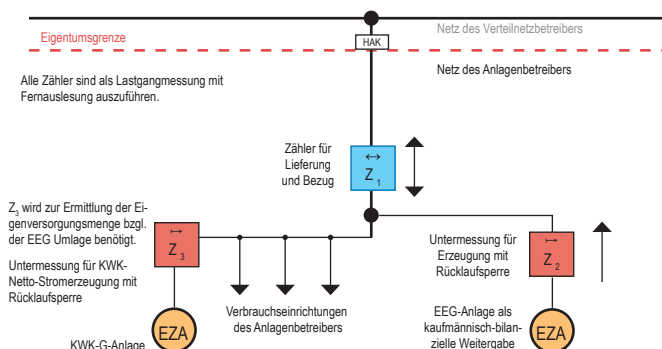 Netz des Verteilnetzbetreibers
Eigentumsgrenze
HAK
Netz des Anlagenbetreibers
Alle Zähler sind als Lastgangmessung mit
Fernauslesung auszuführen.
Zähler für
Lieferung
und Bezug
↔
Z 1
Z3 wird zur Ermittlung der Ei-
genversorgungsmenge bzgl.
der EEG Umlage benötigt.
Untermessung für KWK-
Netto-Stromerzeugung mit
Rücklaufsperre
↦
Z 3
Untermessung für
Erzeugung mit
Rücklaufsperre
↦
Z 2
Verbrauchseinrichtungen
des Anlagenbetreibers
EEG-Anlage als
kaufmännisch-bilan-
zielle Weitergabe
EZA
KWK-G-Anlage
EZA